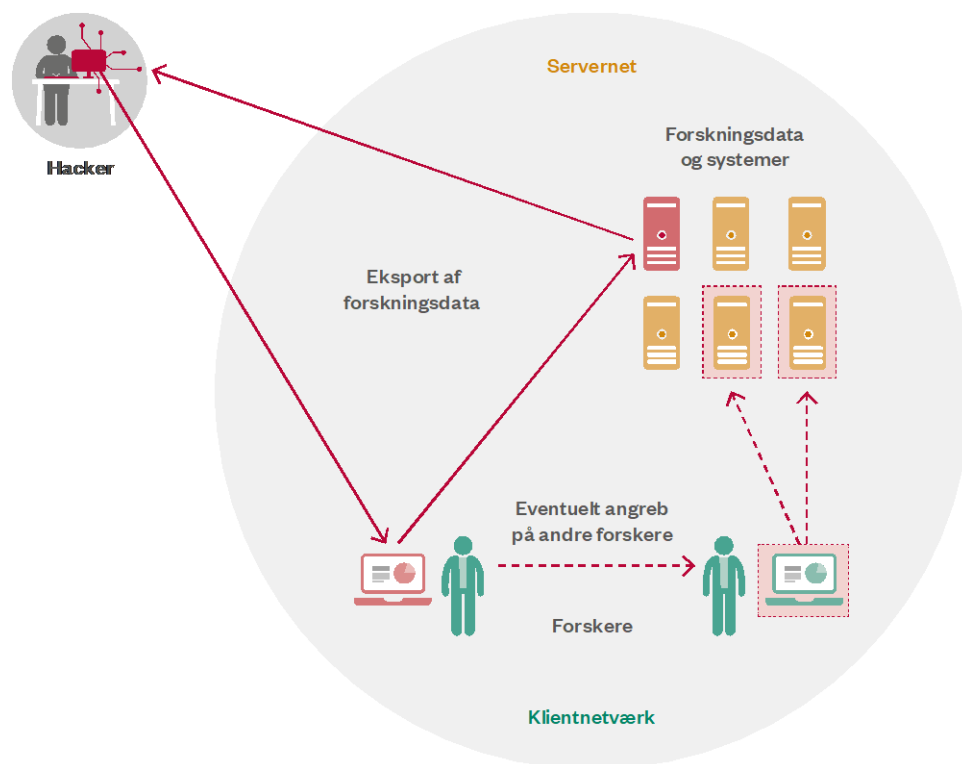 Servernet
Forskningsdata
og systemer
Hacker
Eksport af
forskningsdata
Eventuelt angreb
på andre forskere
Forskere
Klientnetværk